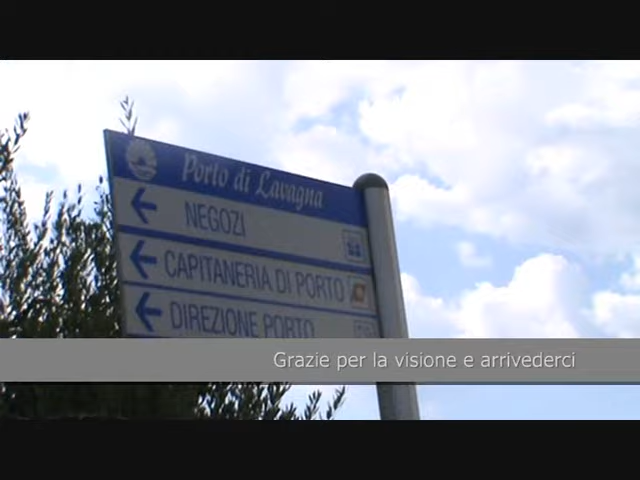 Porto di Lavagna
NEGOZI
CAPITANERIA DI PORTO
DIREZIONE PORTO
Grazie per la visione e arrivederci